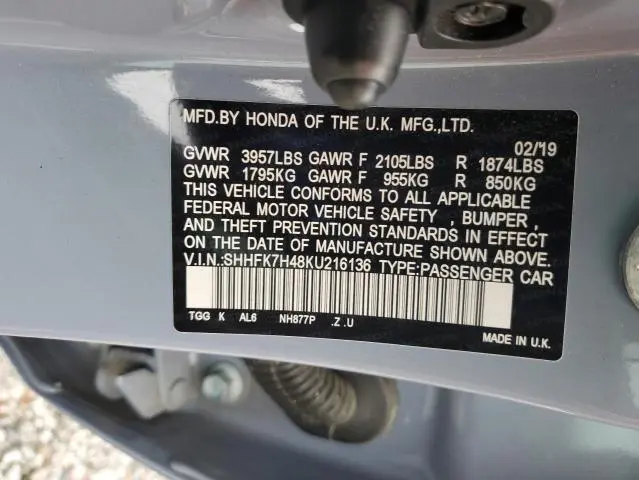 MFD.BY HONDA OF THE U.K. MFG.,LTD.
02/19
GVWR 3957LBS GAWR F 2105LBS R 1874LBS
GVWR 1795KG GAWR F 955KG R 850KG
THIS VEHICLE CONFORMS TO ALL APPLICABLE
FEDERAL MOTOR VEHICLE SAFETY , BUMPER ,
AND THEFT PREVENTION STANDARDS IN EFFECT
ON THE DATE OF MANUFACTURE SHOWN ABOVE.
V.I.N.:SHHFK7H48KU216136 TYPE:PASSENGER CAR
TGG K AL6 NH877P .Z .U
MADE IN U.K.